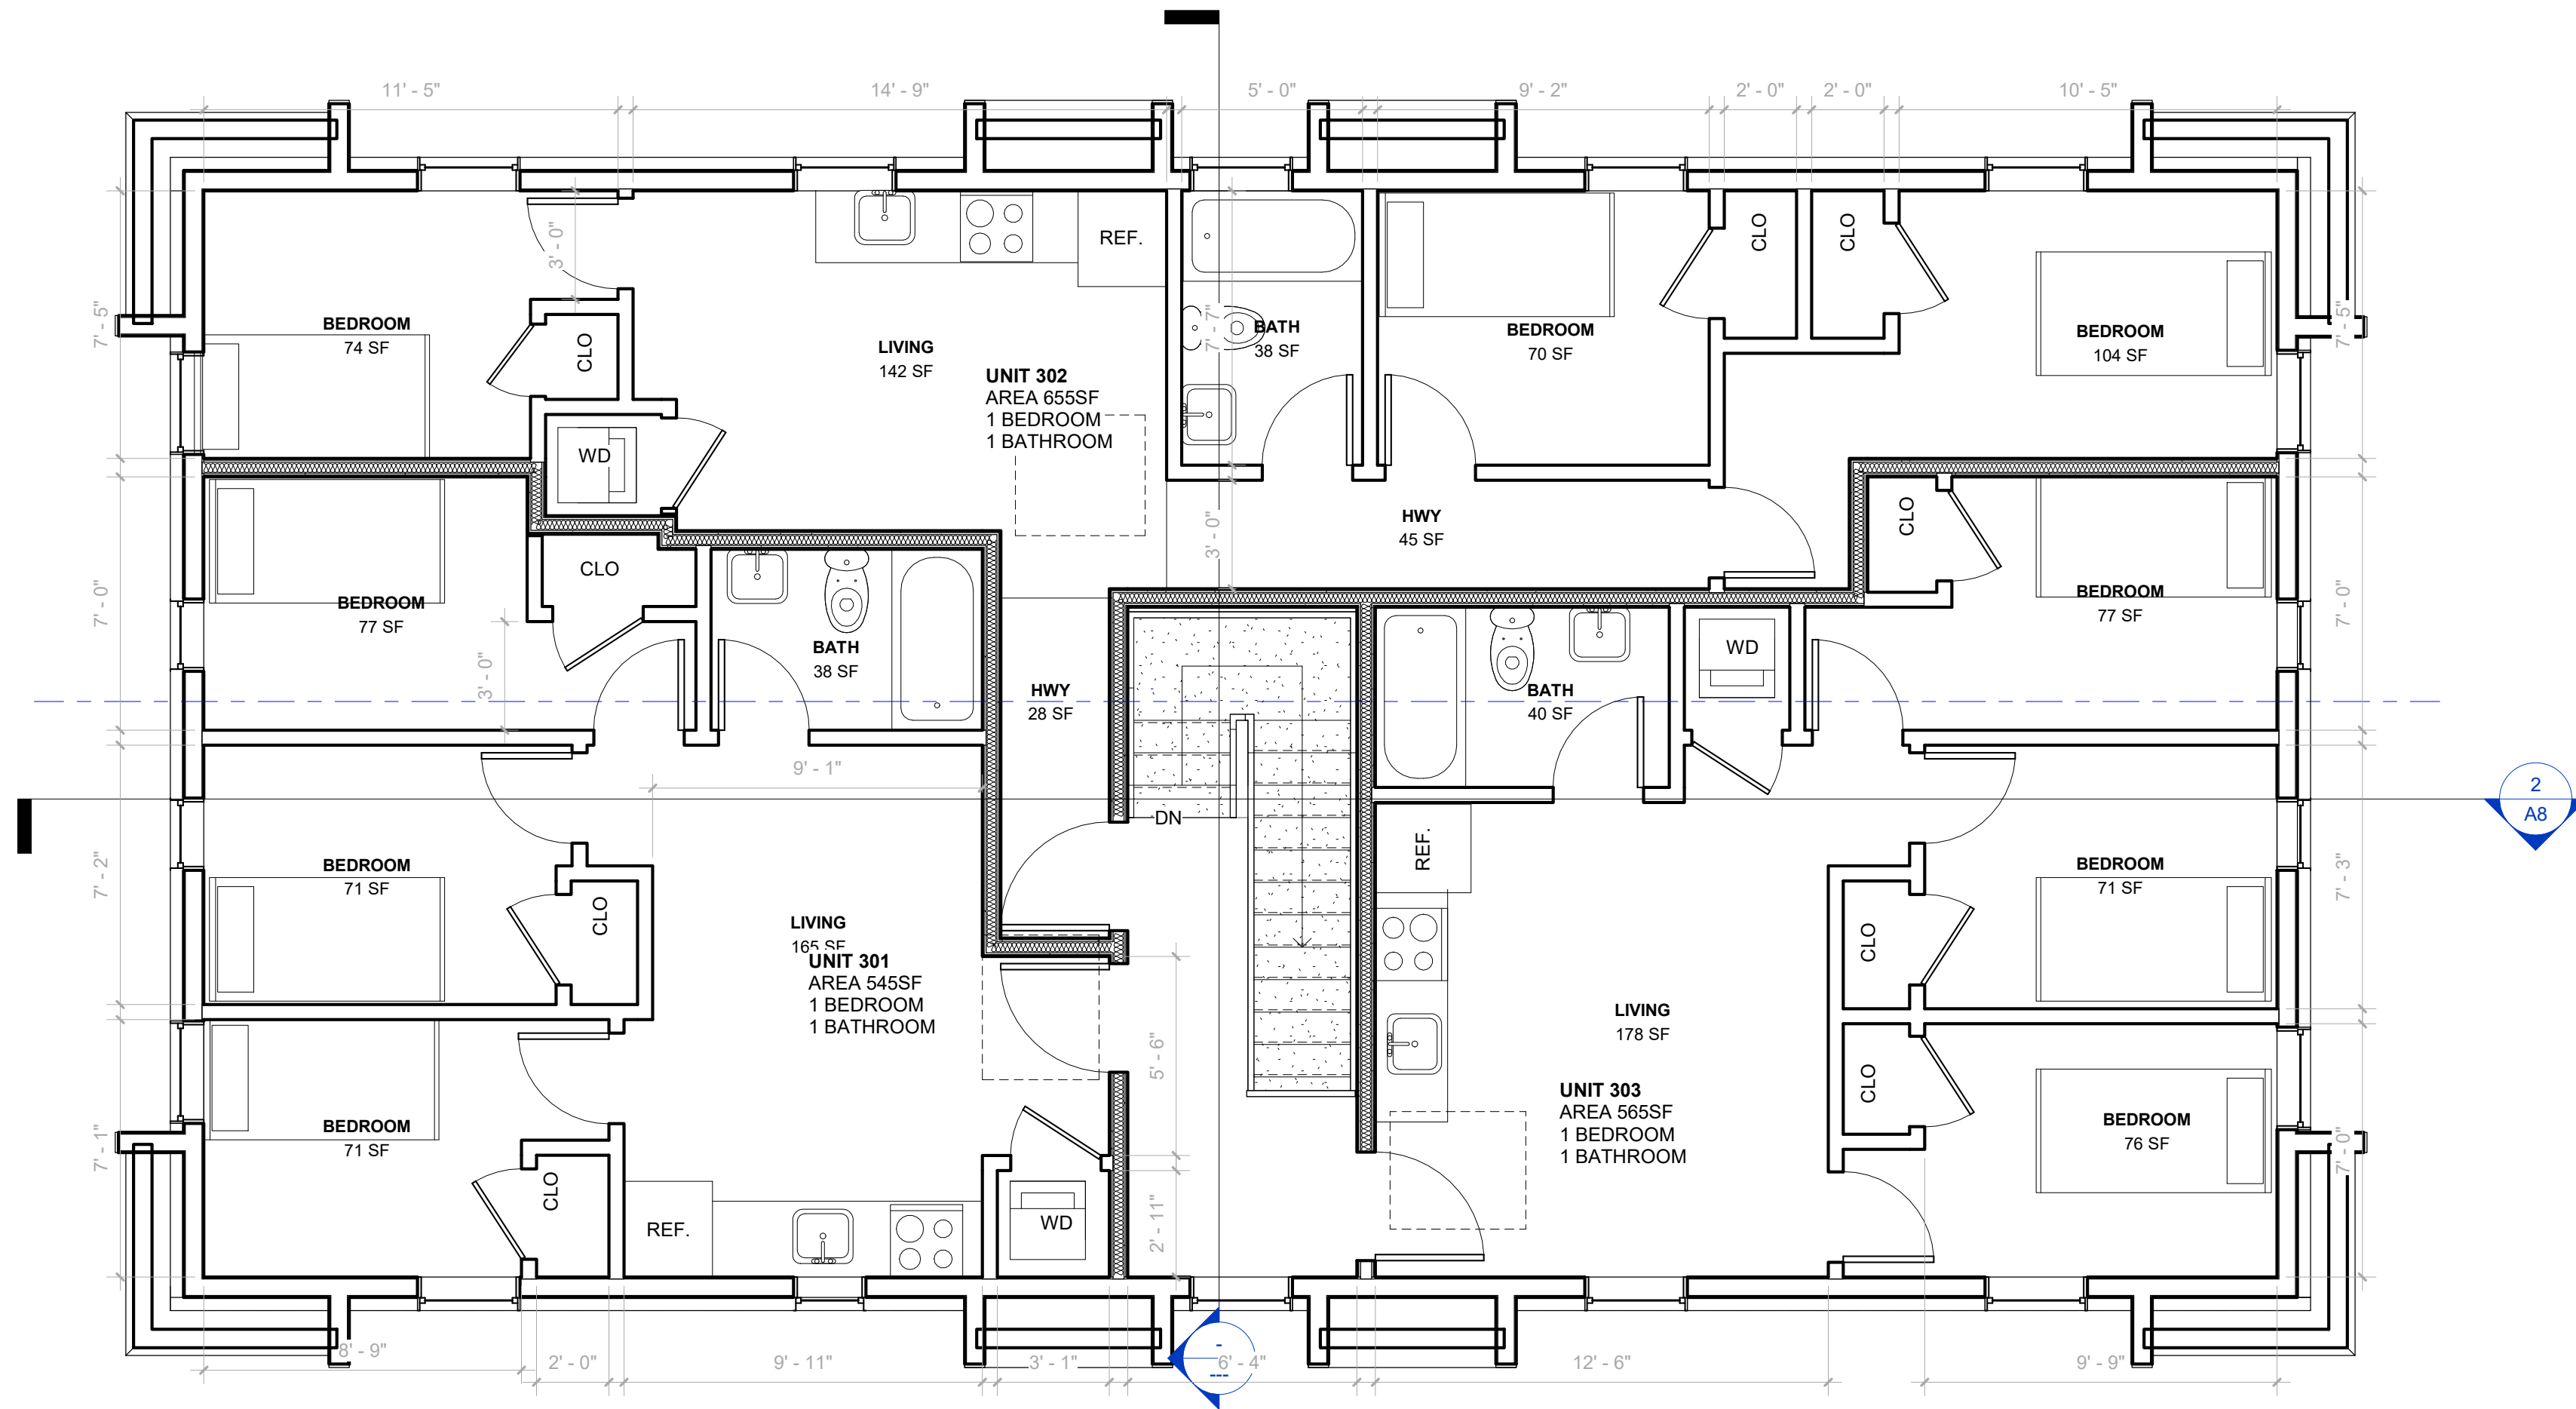 11' - 5"
14' - 9"
5' - 0"
9' - 2"
2' - 0"
2' - 0"
10' - 5"
3' - 0"
REF.
CLO
CLO
7' - 5"
BEDROOM
74 SF
CLO
LIVING
142 SF
UNIT 302
AREA 655SF
1 BEDROOM
1 BATHROOM
7' - 7"
BATH
38 SF
BEDROOM
70 SF
BEDROOM
104 SF
7' - 5"
WD
3' - 0"
HWY
45 SF
CLO
7' - 0"
BEDROOM
77 SF
CLO
3' - 0"
BATH
38 SF
HWY
28 SF
BATH
40 SF
WD
BEDROOM
77 SF
7' - 0"
9' - 1"
DN
2
A8
7' - 2"
BEDROOM
71 SF
CLO
LIVING
165 SF
UNIT 301
AREA 545SF
1 BEDROOM
1 BATHROOM
REF.
CLO
BEDROOM
71 SF
7' - 3"
5' - 6"
LIVING
178 SF
UNIT 303
AREA 565SF
1 BEDROOM
1 BATHROOM
CLO
BEDROOM
76 SF
7' - 0"
7' - 1"
BEDROOM
71 SF
CLO
REF.
WD
2' - 11"
8' - 9"
2' - 0"
9' - 11"
3' - 1"
-
---
6' - 4"
12' - 6"
9' - 9"